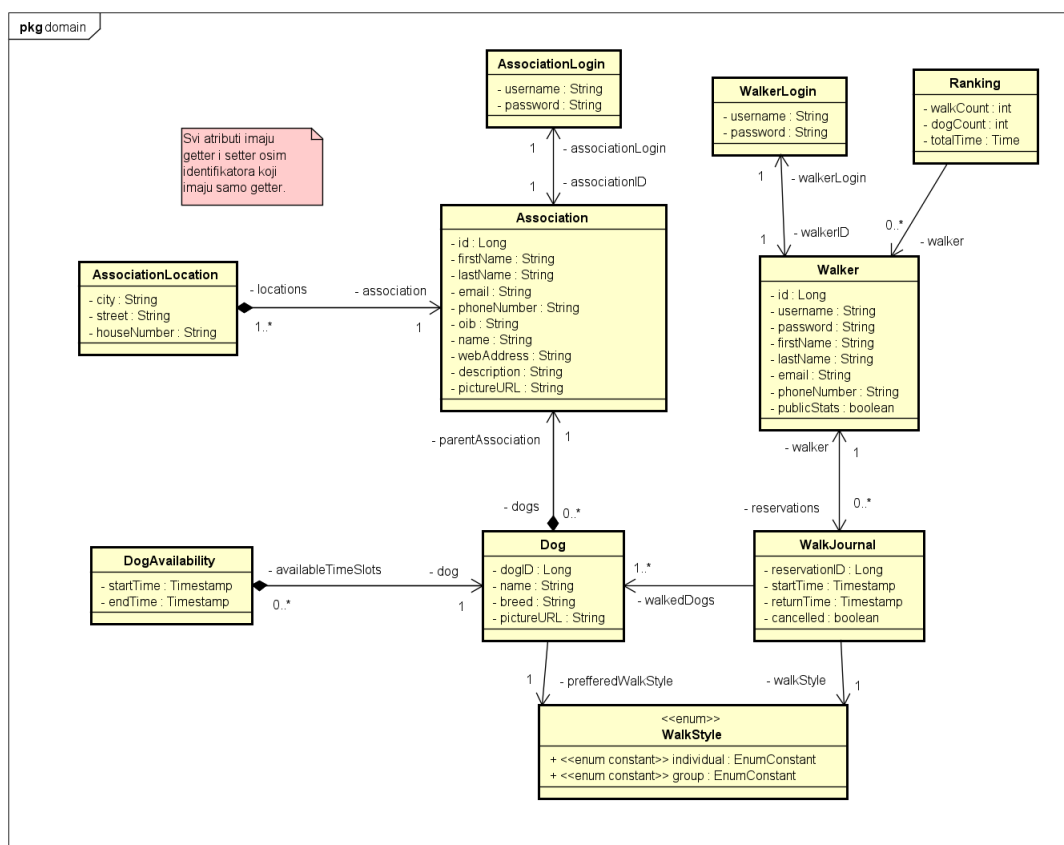 pkg domain
AssociationLogin
- username : String
- password : String
WalkerLogin
- username : String
- password : String
Ranking
- walkCount : int
- dogCount : int
- totalTime : Time
Svi atributi imaju
getter i setter osim
identifikatora koji
imaju samo getter.
1
- associationLogin
1
- associationID
1
- walkerLogin
1
- walkerID
0..*
- walker
Association
- id : Long
- firstName : String
- lastName : String
- email : String
- phoneNumber : String
- oib : String
- name : String
- webAddress : String
- description : String
- pictureURL : String
AssociationLocation
- city : String
- street : String
- houseNumber : String
- locations
1..*
- association
1
Walker
- id : Long
- username : String
- password : String
- firstName : String
- lastName : String
- email : String
- phoneNumber : String
- publicStats : boolean
- parentAssociation
1
- dogs
0..*
- walker
1
- reservations
0..*
DogAvailability
- startTime : Timestamp
- endTime : Timestamp
- availableTimeSlots
0..*
- dog
1
Dog
- dogID : Long
- name : String
- breed : String
- pictureURL : String
1..*
- walkedDogs
WalkJournal
- reservationID : Long
- startTime : Timestamp
- returnTime : Timestamp
- cancelled : boolean
1
- prefferedWalkStyle
- walkStyle
1
<<enum>>
WalkStyle
+ <<enum constant>> individual : EnumConstant
+ <<enum constant>> group : EnumConstant